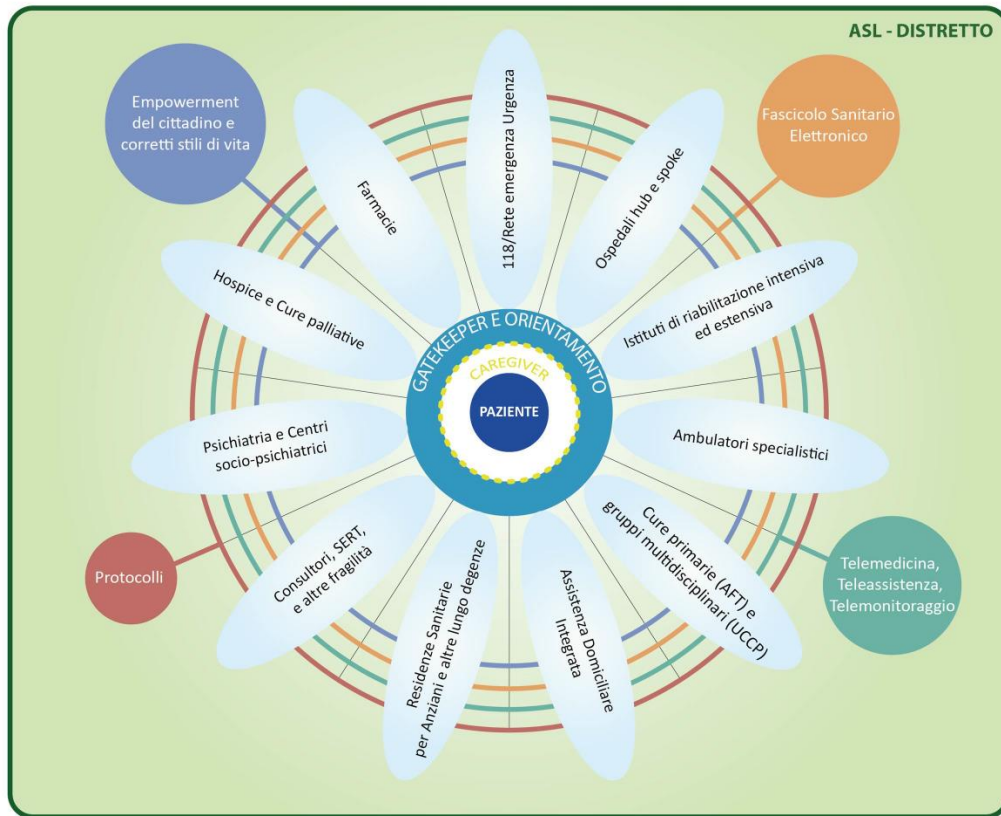 ASL - DISTRETTO
Empowerment
del cittadino e
corretti stili di vita
Fascicolo Sanitario
Elettronico
Farmacie
118/Rete emergenza Urgenza
Ospedali hub e spoke
Istituti di riabilitazione intensiva
ed estensiva
Hospice e Cure palliative
GATEKEEPER E ORIENTAMENTO
CAREGIVER
PAZIENTE
Psichiatria e Centri
socio-psichiatrici
Ambulatori specialistici
Protocolli
Consultori, SERT,
e altre fragilità
Residenze Sanitarie
per Anziani e altre lungo degenze
Assistenza Domiciliare
Integrata
Cure primarie (AFT) e
gruppi multidisciplinari (UCCP)
Telemedicina,
Teleassistenza,
Telemonitoraggio